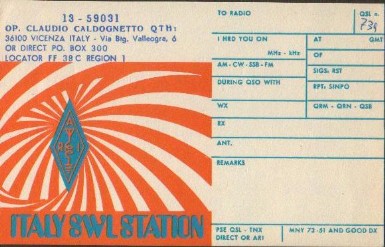 13 - 59031
OP. CLAUDIO CALDOGNETTO QTH:
36100 VICENZA ITALY - Via Btg. Valleogra, 6
OR DIRECT PO. BOX 300
LOCATOR FF 38C REGION 1
A
R I
ITALY SWL STATION
TO RADIO
QSL n.
739
I HRD YOU ON
AT
GMT
MHz - kHz
OF
AM - CW - SSB - FM
SIGS: RST
DURING QSO WITH
RPT: SINPO
WX
QRM - QRN - QSB
RX
ANT.
REMARKS
PSE QSL - TNX
DIRECT OR ARI
MNY 73-51 AND GOOD DX